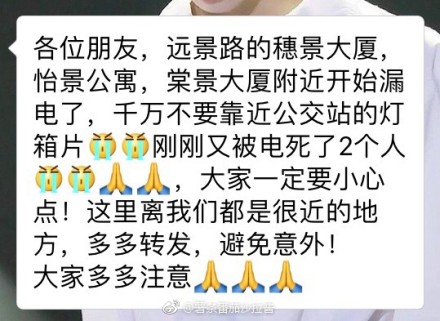 各位朋友，远景路的穗景大厦，
怡景公寓，棠景大厦附近开始漏
电了，千万不要靠近公交站的灯
箱片😭😭刚刚又被电死了2个人
😭😭🙏🙏，大家一定要小心
点！这里离我们都是很近的地
方，多多转发，避免意外！
大家多多注意🙏🙏🙏